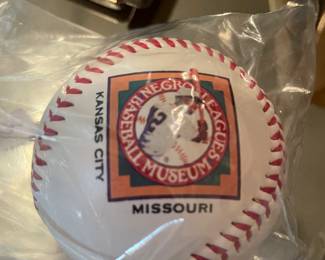 NEGRO LEAGUES
BASEBALL MUSEUM
KANSAS CITY
MISSOURI